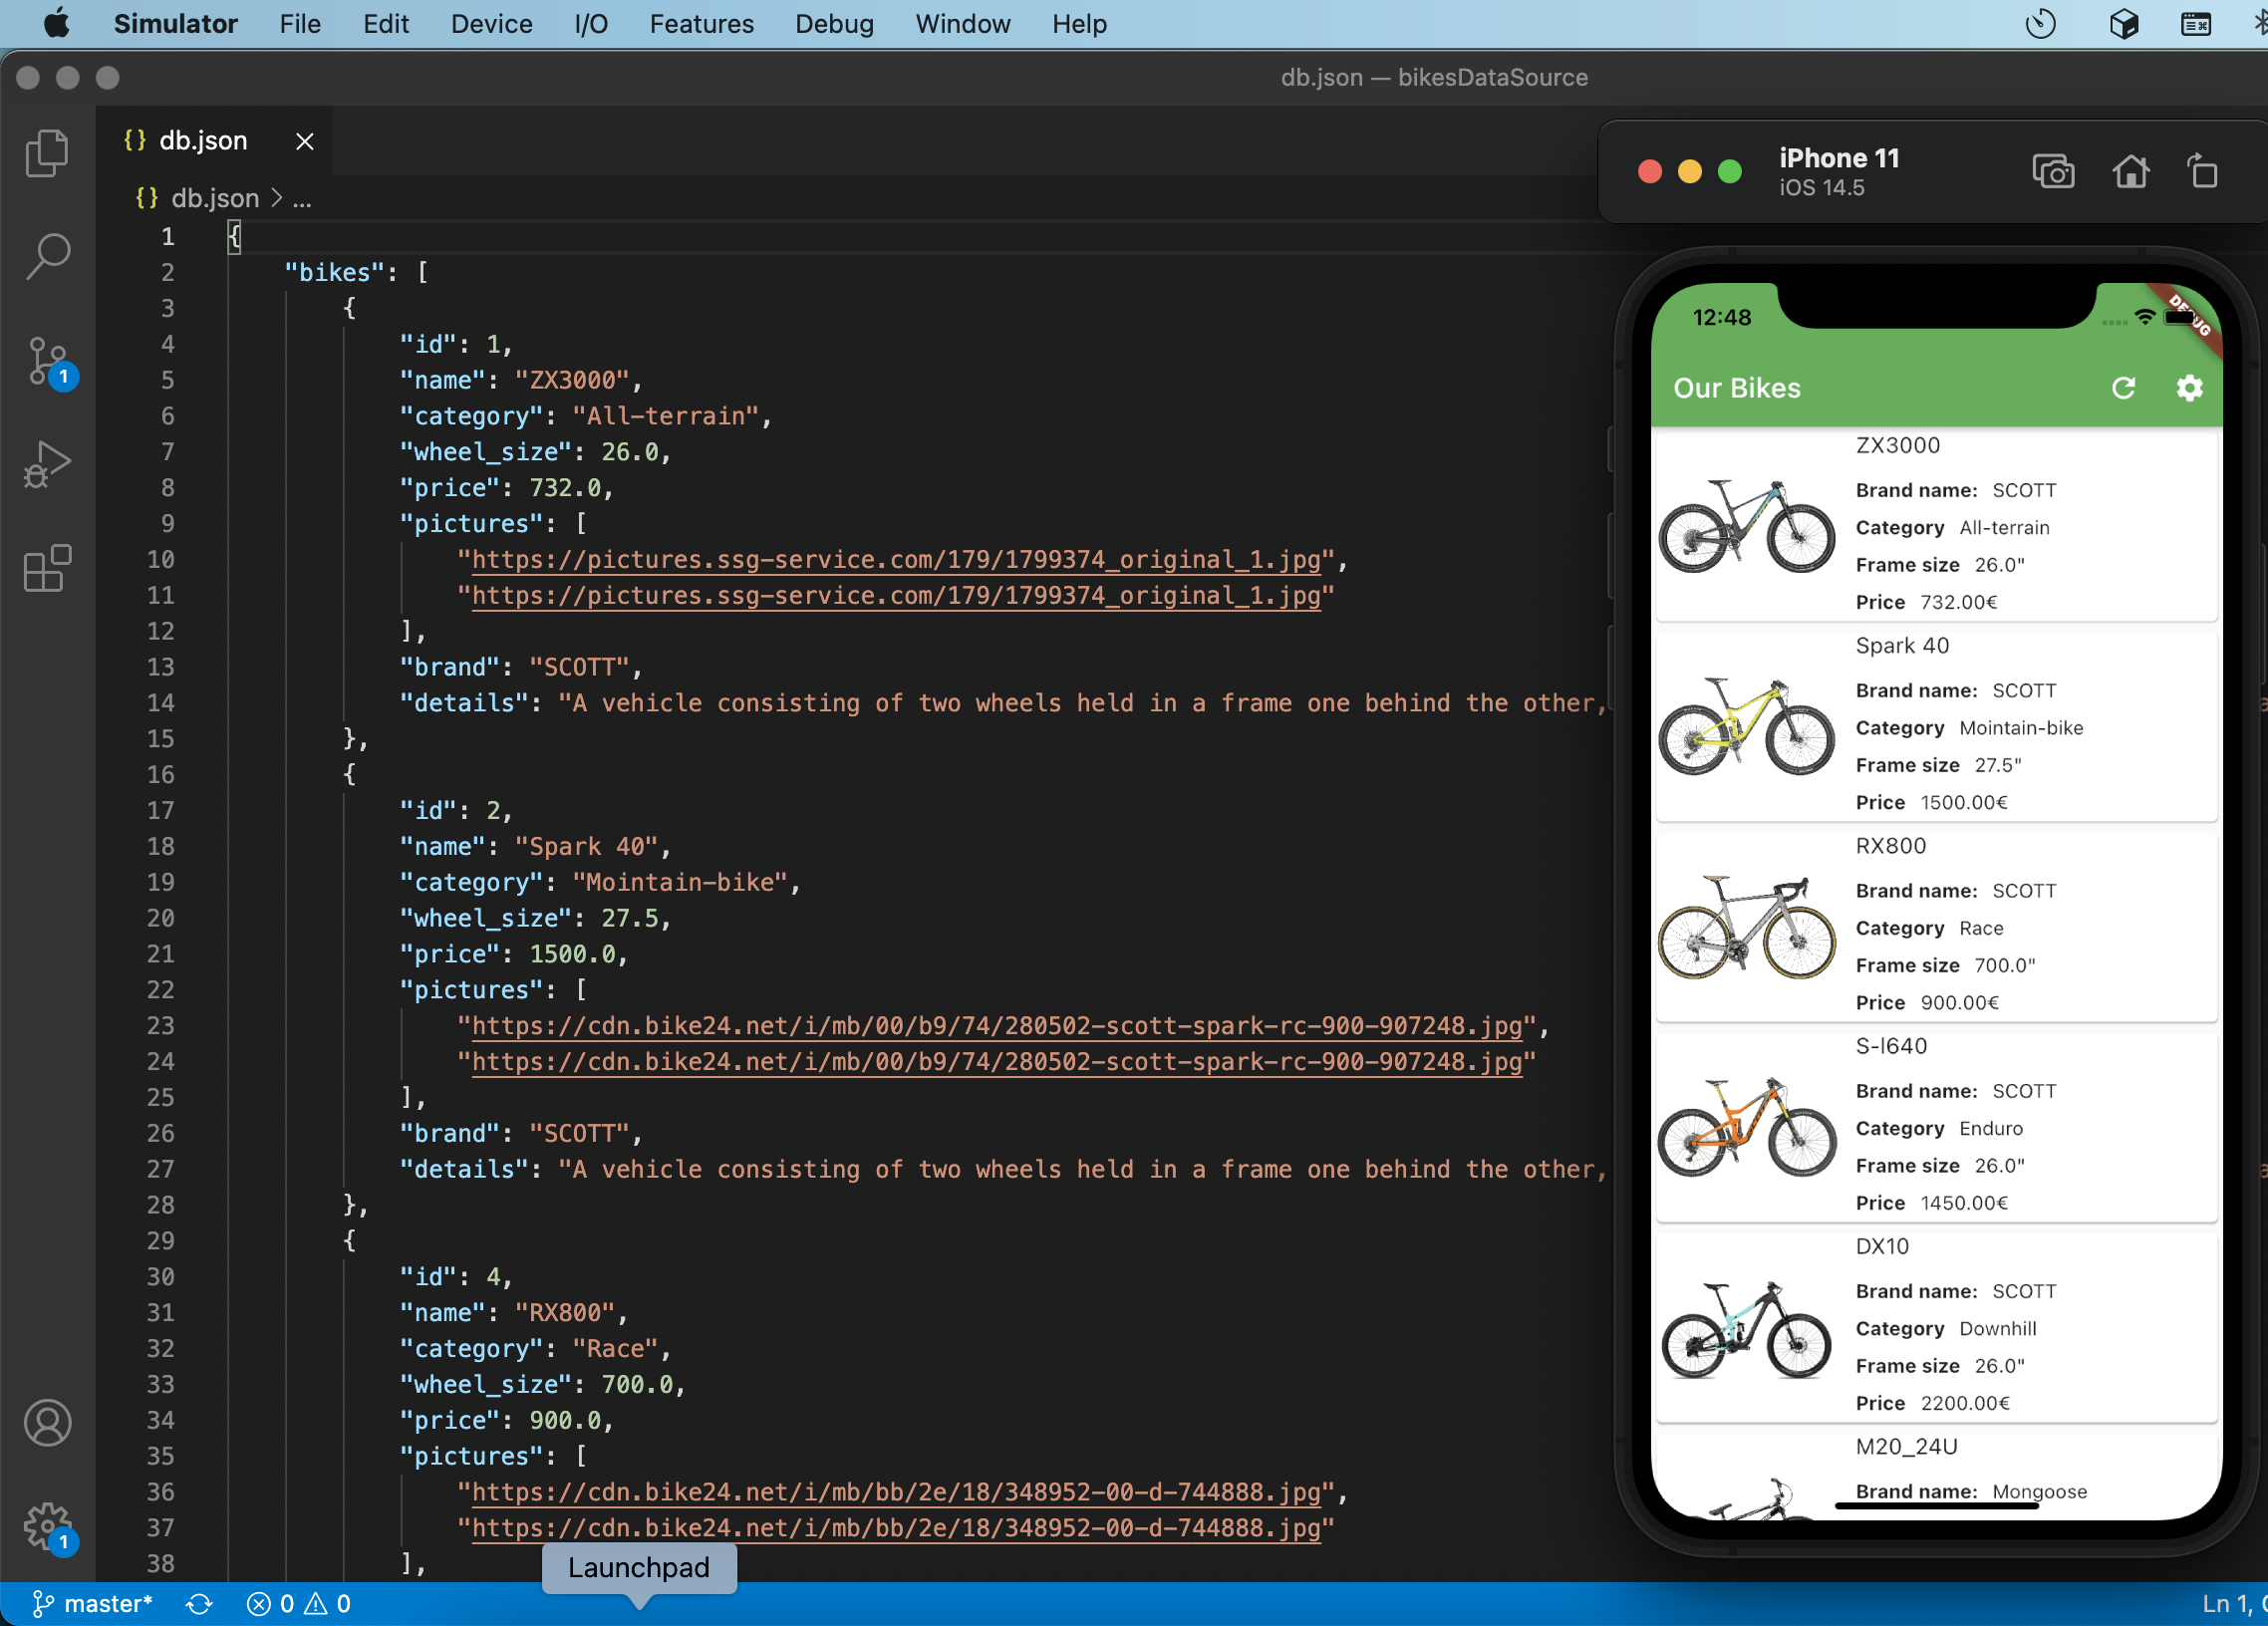 Simulator File Edit Device I/O Features Debug Window Help
db.json — bikesDataSource
{} db.json
{} db.json > ...
1 {
2 "bikes": [
3 {
4 "id": 1,
5 "name": "ZX3000",
6 "category": "All-terrain",
7 "wheel_size": 26.0,
8 "price": 732.0,
9 "pictures": [
10 "https://pictures.ssg-service.com/179/1799374_original_1.jpg",
11 "https://pictures.ssg-service.com/179/1799374_original_1.jpg"
12 ],
13 "brand": "SCOTT",
14 "details": "A vehicle consisting of two wheels held in a frame one behind the other,
15 },
16 {
17 "id": 2,
18 "name": "Spark 40",
19 "category": "Mointain-bike",
20 "wheel_size": 27.5,
21 "price": 1500.0,
22 "pictures": [
23 "https://cdn.bike24.net/i/mb/00/b9/74/280502-scott-spark-rc-900-907248.jpg",
24 "https://cdn.bike24.net/i/mb/00/b9/74/280502-scott-spark-rc-900-907248.jpg"
25 ],
26 "brand": "SCOTT",
27 "details": "A vehicle consisting of two wheels held in a frame one behind the other,
28 },
29 {
30 "id": 4,
31 "name": "RX800",
32 "category": "Race",
33 "wheel_size": 700.0,
34 "price": 900.0,
35 "pictures": [
36 "https://cdn.bike24.net/i/mb/bb/2e/18/348952-00-d-744888.jpg",
37 "https://cdn.bike24.net/i/mb/bb/2e/18/348952-00-d-744888.jpg"
38 ],
1
1
Launchpad
master* 0 0
Ln 1,
iPhone 11
iOS 14.5
12:48
DEBUG
Our Bikes
ZX3000
Brand name: SCOTT
Category All-terrain
Frame size 26.0"
Price 732.00€
Spark 40
Brand name: SCOTT
Category Mointain-bike
Frame size 27.5"
Price 1500.00€
RX800
Brand name: SCOTT
Category Race
Frame size 700.0"
Price 900.00€
S-I640
Brand name: SCOTT
Category Enduro
Frame size 26.0"
Price 1450.00€
DX10
Brand name: SCOTT
Category Downhill
Frame size 26.0"
Price 2200.00€
M20_24U
Brand name: Mongoose